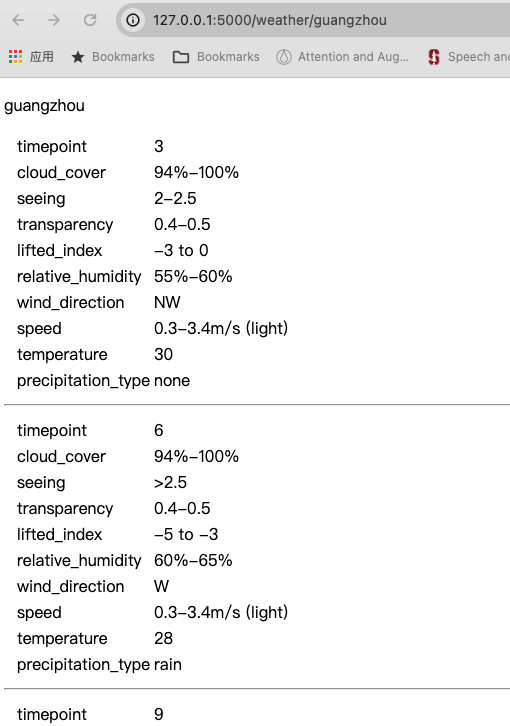 127.0.0.1:5000/weather/guangzhou
应用 Bookmarks Bookmarks Attention and Aug... Speech and
guangzhou
timepoint 3
cloud_cover 94%-100%
seeing 2-2.5
transparency 0.4-0.5
lifted_index -3 to 0
relative_humidity 55%-60%
wind_direction NW
speed 0.3-3.4m/s (light)
temperature 30
precipitation_type none
timepoint 6
cloud_cover 94%-100%
seeing >2.5
transparency 0.4-0.5
lifted_index -5 to -3
relative_humidity 60%-65%
wind_direction W
speed 0.3-3.4m/s (light)
temperature 28
precipitation_type rain
timepoint 9